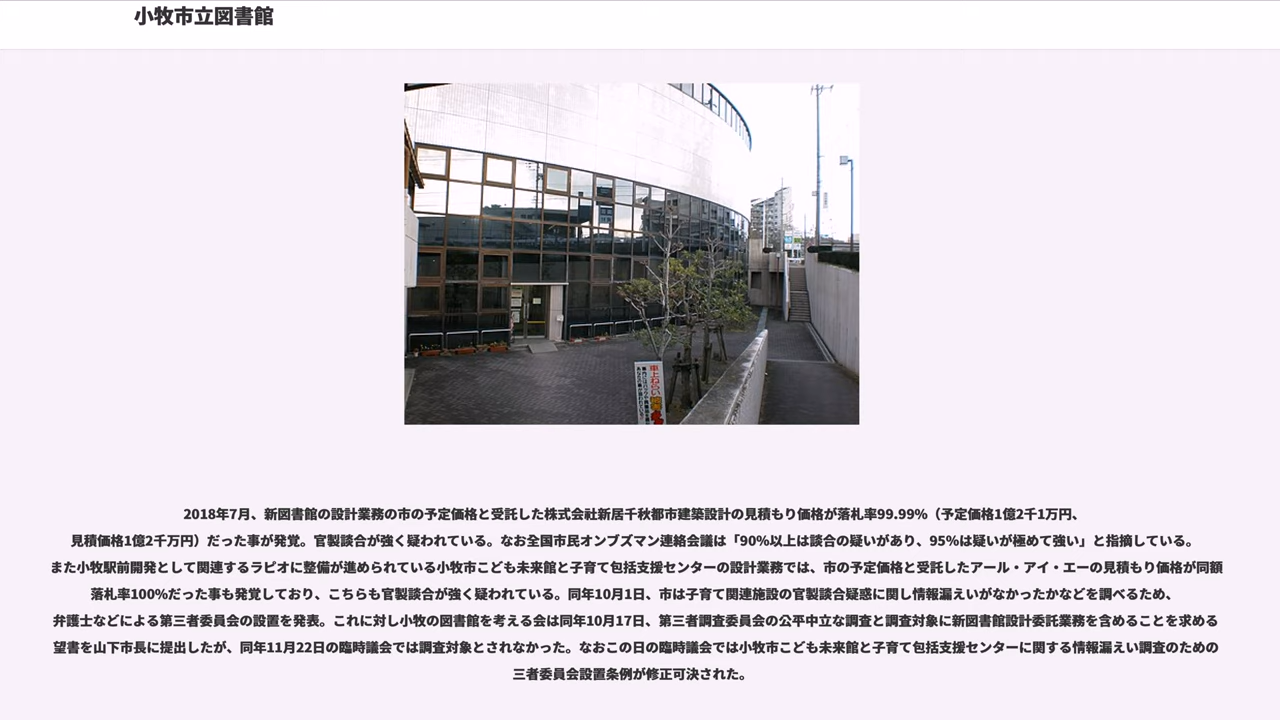 小牧市立図書館
車上ねらい
2018年7月、新図書館の設計業務の市の予定価格と受託した株式会社新居千秋都市建築設計の見積もり価格が落札率99.99%（予定価格1億2千1万円、
見積価格1億2千万円）だった事が発覚。官製談合が強く疑われている。なお全国市民オンブズマン連絡会議は「90%以上は談合の疑いがあり、95%は疑いが極めて強い」と指摘している。
また小牧駅前開発として関連するラピオに整備が進められている小牧市こども未来館と子育て包括支援センターの設計業務では、市の予定価格と受託したアール・アイ・エーの見積もり価格が同額
落札率100%だった事も発覚しており、こちらも官製談合が強く疑われている。同年10月1日、市は子育て関連施設の官製談合疑惑に関し情報漏えいがなかったかなどを調べるため、
弁護士などによる第三者委員会の設置を発表。これに対し小牧の図書館を考える会は同年10月17日、第三者調査委員会の公平中立な調査と調査対象に新図書館設計委託業務を含めることを求める
望書を山下市長に提出したが、同年11月22日の臨時議会では調査対象とされなかった。なおこの日の臨時議会では小牧市こども未来館と子育て包括支援センターに関する情報漏えい調査のための
三者委員会設置条例が修正可決された。